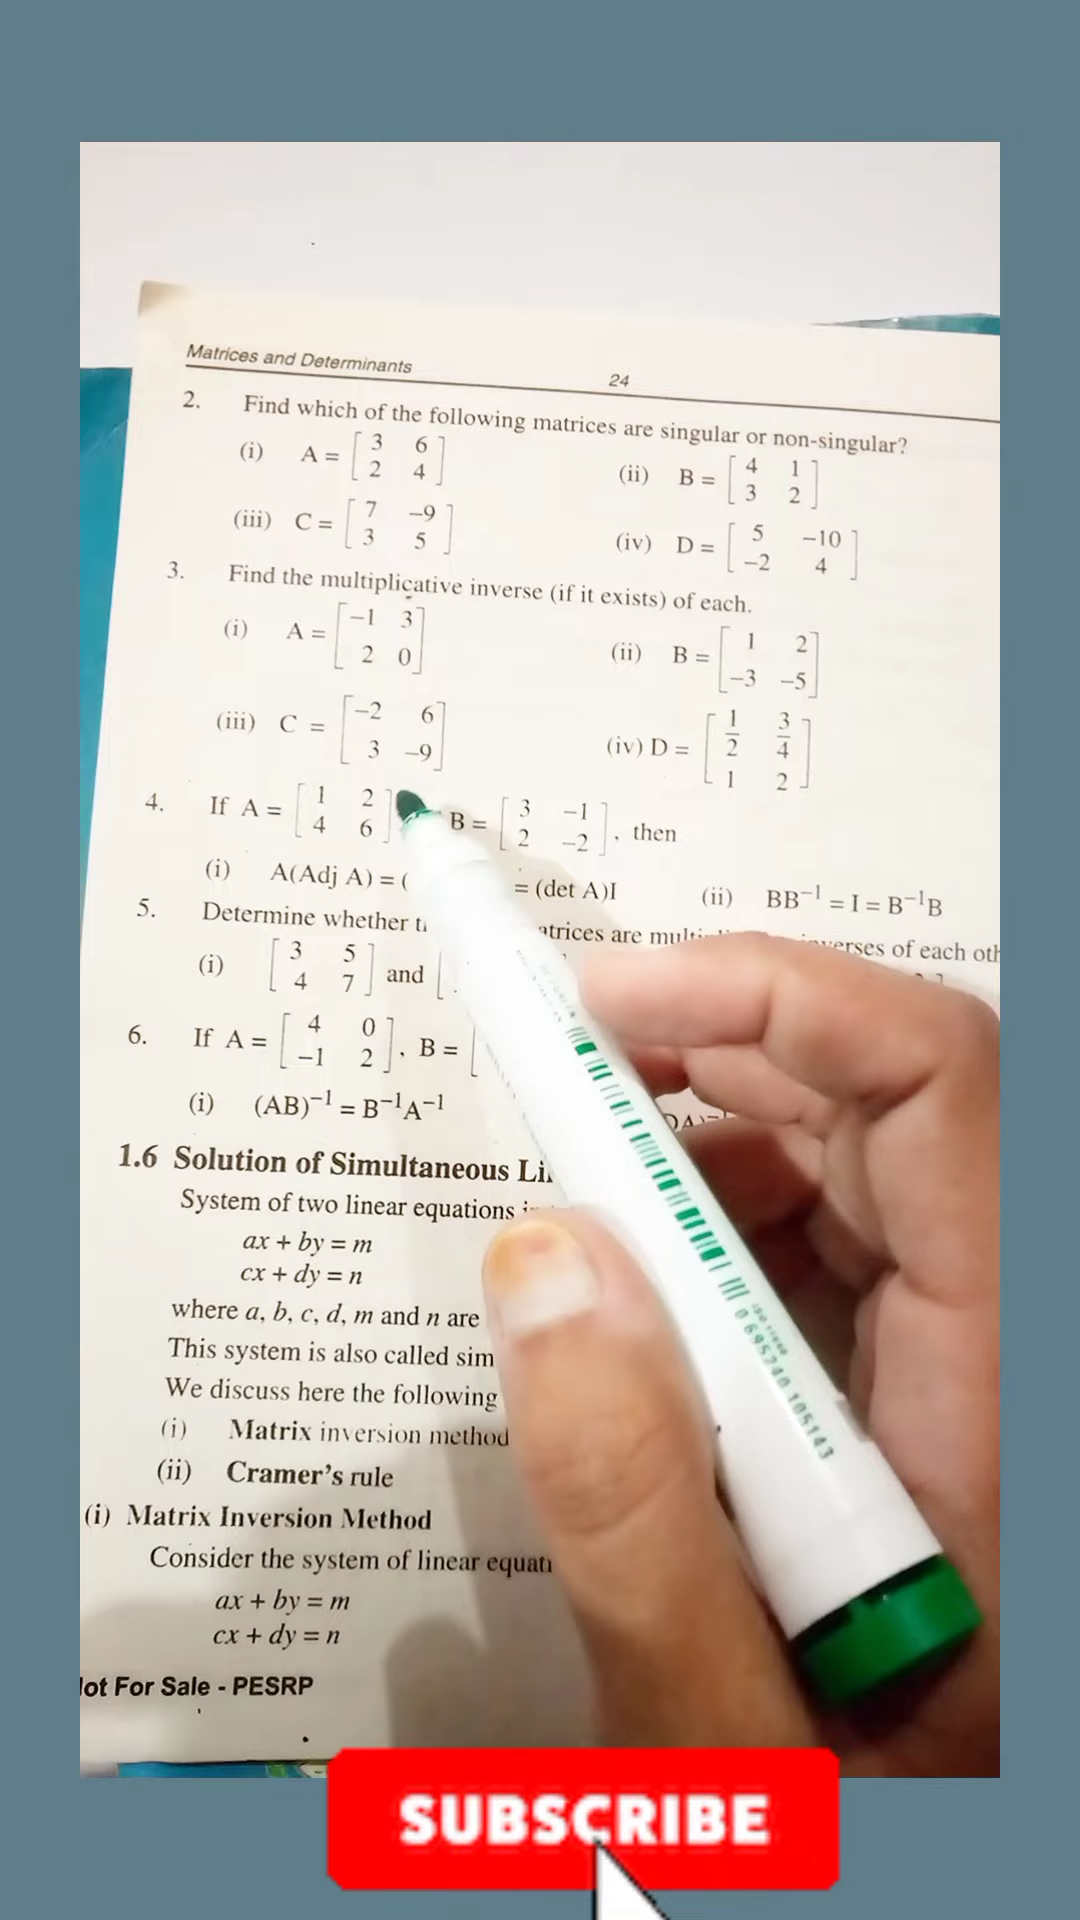 Matrices and Determinants 24
2. Find which of the following matrices are singular or non-singular?
(i) A = [3 6; 2 4] (ii) B = [4 1; 3 2]
(iii) C = [7 –9; 3 5] (iv) D = [5 –10; –2 4]
3. Find the multiplicative inverse (if it exists) of each.
(i) A = [–1 3; 2 0] (ii) B = [1 2; –3 –5]
(iii) C = [–2 6; 3 –9] (iv) D = [1/2 3/4; 1 2]
4. If A = [1 2; 4 6] B = [3 –1; 2 –2], then
(i) A(Adj A) = ( = (det A)I (ii) BB⁻¹ = I = B⁻¹B
5. Determine whether are of each
(i) [3 5; 4 7] and [
6. If A = [4 0; –1 2], B = [
(i) (AB)⁻¹ = B⁻¹A⁻¹
1.6 Solution of Simultaneous
System of two linear equations
ax + by = m
cx + dy = n
where a, b, c, d, m and n are
This system is also called
We discuss here the following
(i) Matrix inversion method
(ii) Cramer's rule
(i) Matrix Inversion Method
Consider the system of linear
ax + by = m
cx + dy = n
For Sale - PESRP
ISO 11540
0 695240 105143
SUBSCRIBE